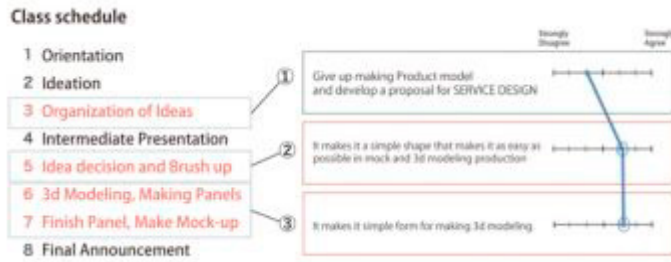 Class schedule
1 Orientation
2 Ideation
3 Organization of Ideas
4 Intermediate Presentation
5 Idea decision and Brush up
6 3d Modeling, Making Panels
7 Finish Panel, Make Mock-up
8 Final Announcement
Strongly
Disagree
Strongly
Agree
①
Give up making Product model
and develop a proposal for SERVICE DESIGN
②
It makes it a simple shape that makes it as easy as
possible in mock and 3d modeling production
③
It makes it simple form for making 3d modeling.